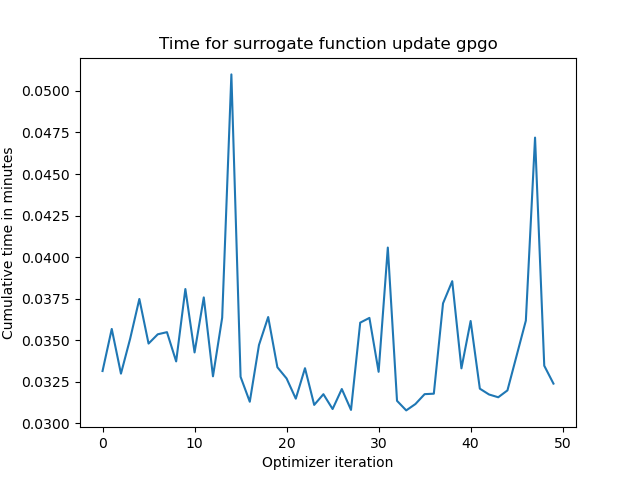 Time for surrogate function update gpgo
Cumulative time in minutes
0.0500
0.0475
0.0450
0.0425
0.0400
0.0375
0.0350
0.0325
0.0300
0 10 20 30 40 50
Optimizer iteration